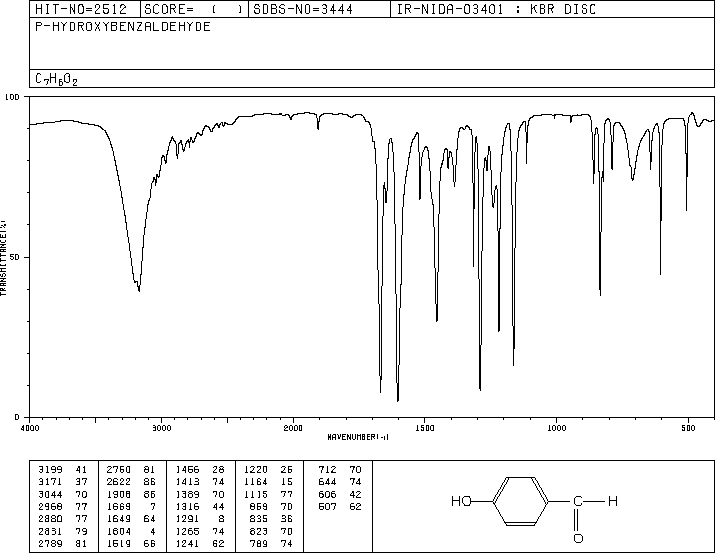 HIT-NO=2512 SCORE= ( ) SDBS-NO=3444 IR-NIDA-03401 : KBR DISC
P-HYDROXYBENZALDEHYDE
C7H6O2
100
50
0
TRANSMITTANCE(%)
4000 3000 2000 1500 1000 500
WAVENUMBER(-1)
3199 41 2760 81 1456 28 1220 25 712 70
3171 37 2622 86 1413 74 1164 15 644 74
3044 70 1908 86 1389 70 1115 77 606 42
2968 77 1669 7 1316 44 859 70 507 62
2880 77 1649 64 1291 8 835 36
2831 79 1604 4 1265 74 823 70
2789 81 1519 66 1241 62 789 74
HO C H
O